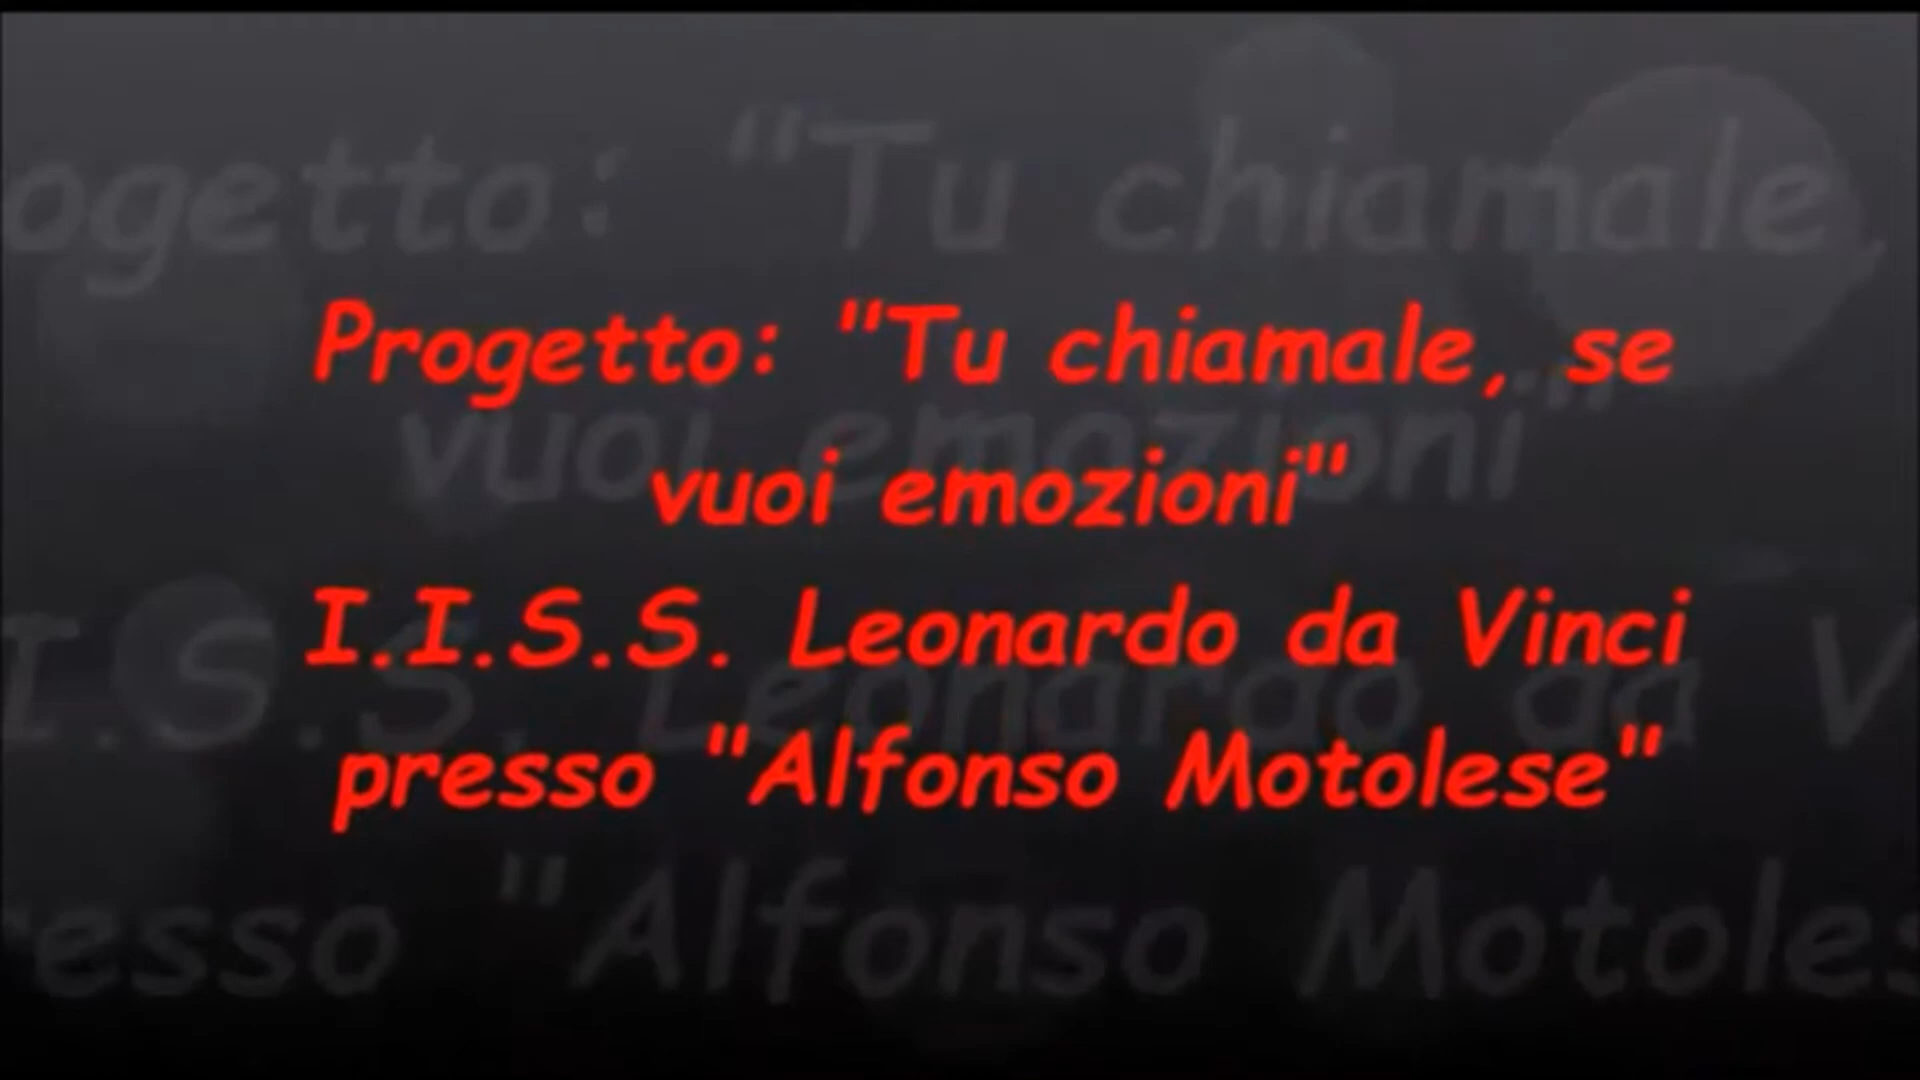 Progetto: "Tu chiamale, se
vuoi emozioni"
I.I.S.S. Leonardo da Vinci
presso "Alfonso Motolese"